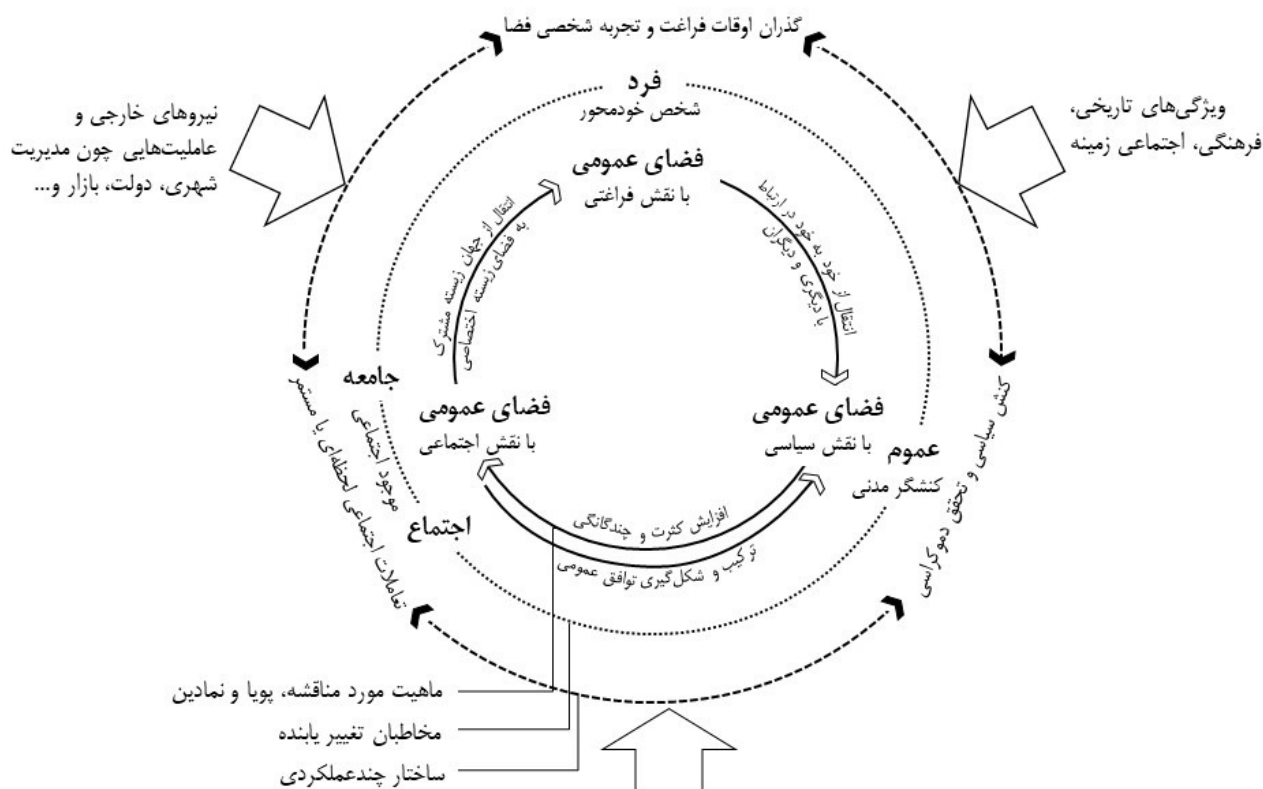 گذران اوقات فراغت و تجربه شخصی فضا
فرد
شخص خودمحور
ویژگی‌های تاریخی،
فرهنگی، اجتماعی زمینه
نیروهای خارجی و
عاملیت‌هایی چون مدیریت
شهری، دولت، بازار و...
فضای عمومی
با نقش فراغتی
انتقال از خود به خود در ارتباط
با دیگری و دیگران
انتقال از جهان زیسته مشترک
به فضای زیسته اختصاصی
جامعه
موجود اجتماعی
اجتماع
تعاملات اجتماعی لحظه‌ای یا مستمر
فضای عمومی
با نقش سیاسی
فضای عمومی
با نقش اجتماعی
عموم
کنشگر مدنی
کنش سیاسی و تحقق دموکراسی
افزایش کثرت و چندگانگی
ترکیب و شکل‌گیری توافق عمومی
ماهیت مورد مناقشه، پویا و نمادین
مخاطبان تغییر یابنده
ساختار چندعملکردی